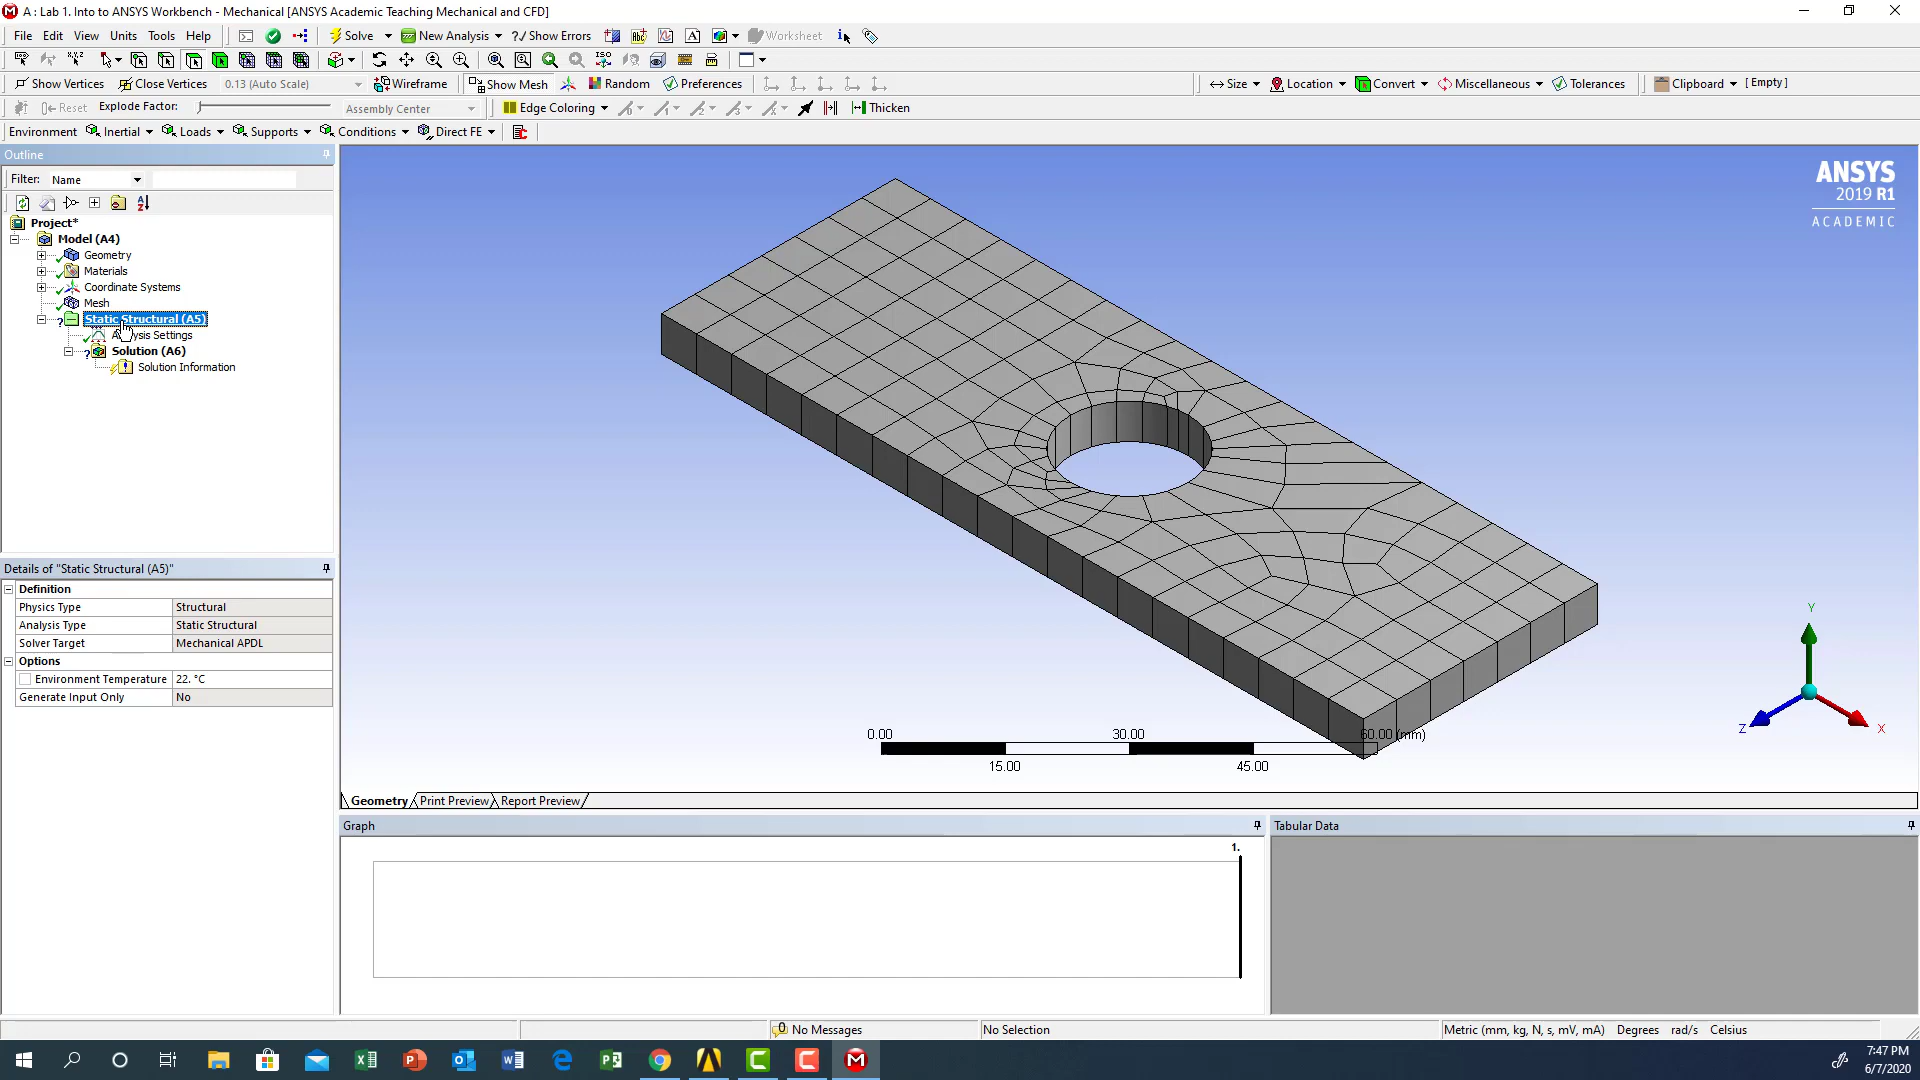 A : Lab 1. Into to ANSYS Workbench - Mechanical [ANSYS Academic Teaching Mechanical and CFD]
File Edit View Units Tools Help Solve New Analysis Show Errors Worksheet
Show Vertices Close Vertices 0.13 (Auto Scale) Wireframe Show Mesh Random Preferences Size Location Convert Miscellaneous Tolerances Clipboard [ Empty ]
Reset Explode Factor: Assembly Center Edge Coloring Thicken
Environment Inertial Loads Supports Conditions Direct FE
Outline
Filter: Name
Project*
Model (A4)
Geometry
Materials
Coordinate Systems
Mesh
Static Structural (A5)
Analysis Settings
Solution (A6)
Solution Information
Details of "Static Structural (A5)"
Definition
Physics Type Structural
Analysis Type Static Structural
Solver Target Mechanical APDL
Options
Environment Temperature 22. °C
Generate Input Only No
ANSYS
2019 R1
ACADEMIC
Y
Z
X
0.00 30.00 60.00 (mm)
15.00 45.00
Geometry Print Preview Report Preview
Graph
1.
Tabular Data
No Messages No Selection Metric (mm, kg, N, s, mV, mA) Degrees rad/s Celsius
7:47 PM
6/7/2020